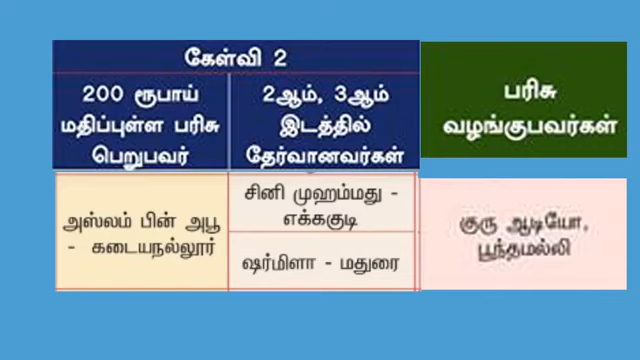 கேள்வி 2
200 ரூபாய்
மதிப்புள்ள பரிசு
பெறுபவர்
2ஆம், 3ஆம்
இடத்தில்
தேர்வானவர்கள்
பரிசு
வழங்குபவர்கள்
அஸ்லம் பின் அபூ
- கடையநல்லூர்
சினி முஹம்மது -
எக்ககுடி
ஷர்மிளா - மதுரை
குரு ஆடியோ,
பூந்தமல்லி